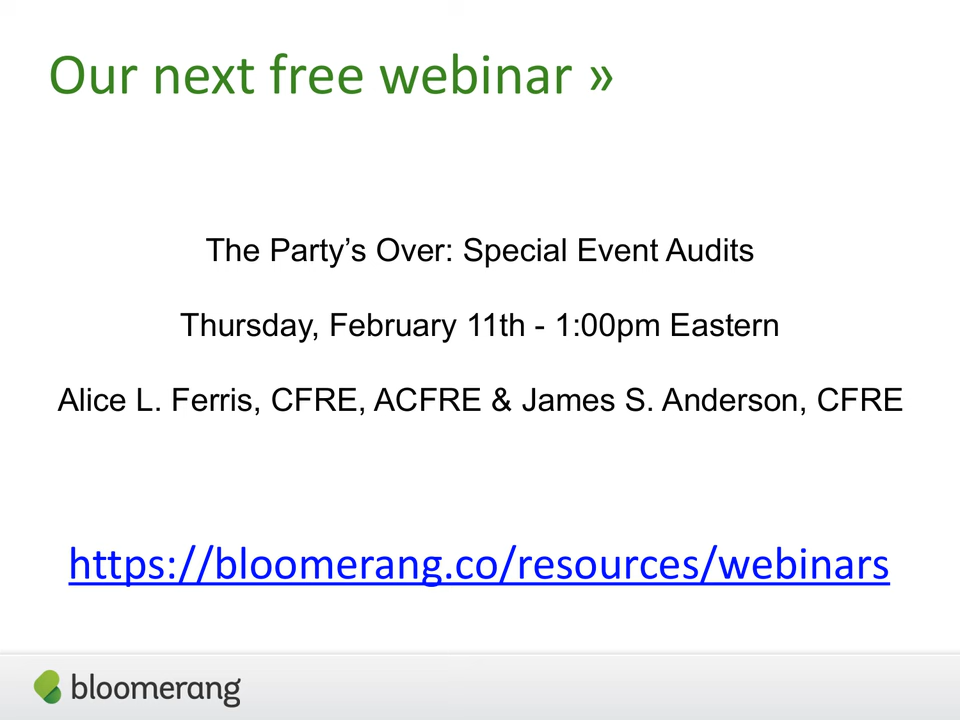 Our next free webinar »
The Party’s Over: Special Event Audits
Thursday, February 11th - 1:00pm Eastern
Alice L. Ferris, CFRE, ACFRE & James S. Anderson, CFRE
https://bloomerang.co/resources/webinars
bloomerang